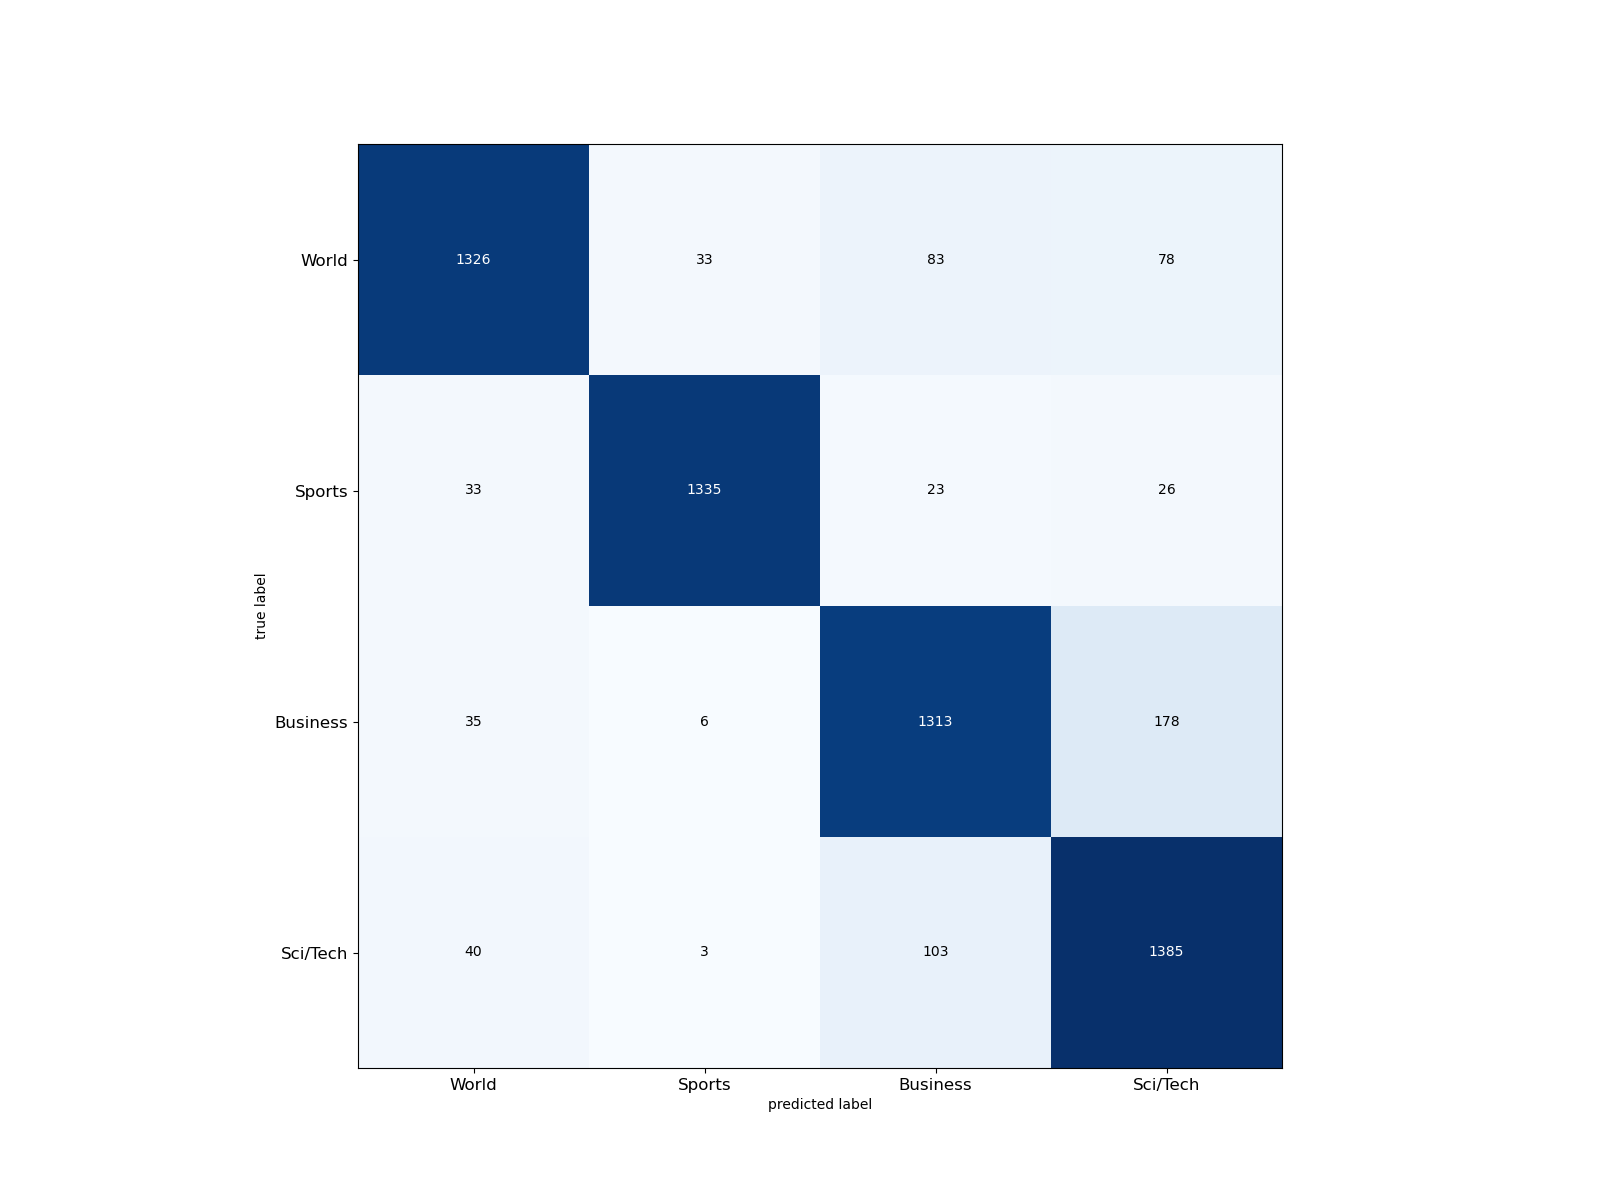 World 1326 33 83 78
Sports 33 1335 23 26
true label
Business 35 6 1313 178
Sci/Tech 40 3 103 1385
World Sports Business Sci/Tech
predicted label